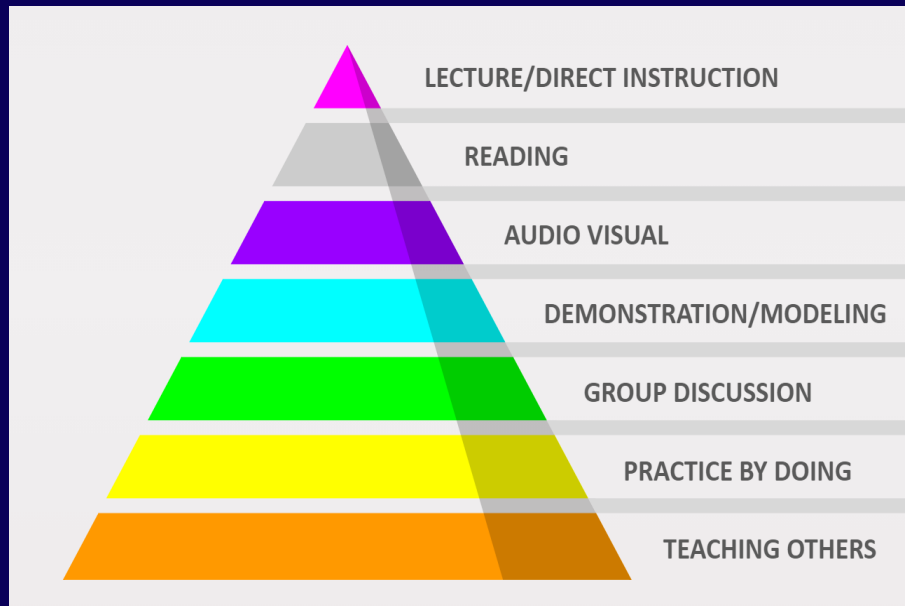 LECTURE/DIRECT INSTRUCTION
READING
AUDIO VISUAL
DEMONSTRATION/MODELING
GROUP DISCUSSION
PRACTICE BY DOING
TEACHING OTHERS